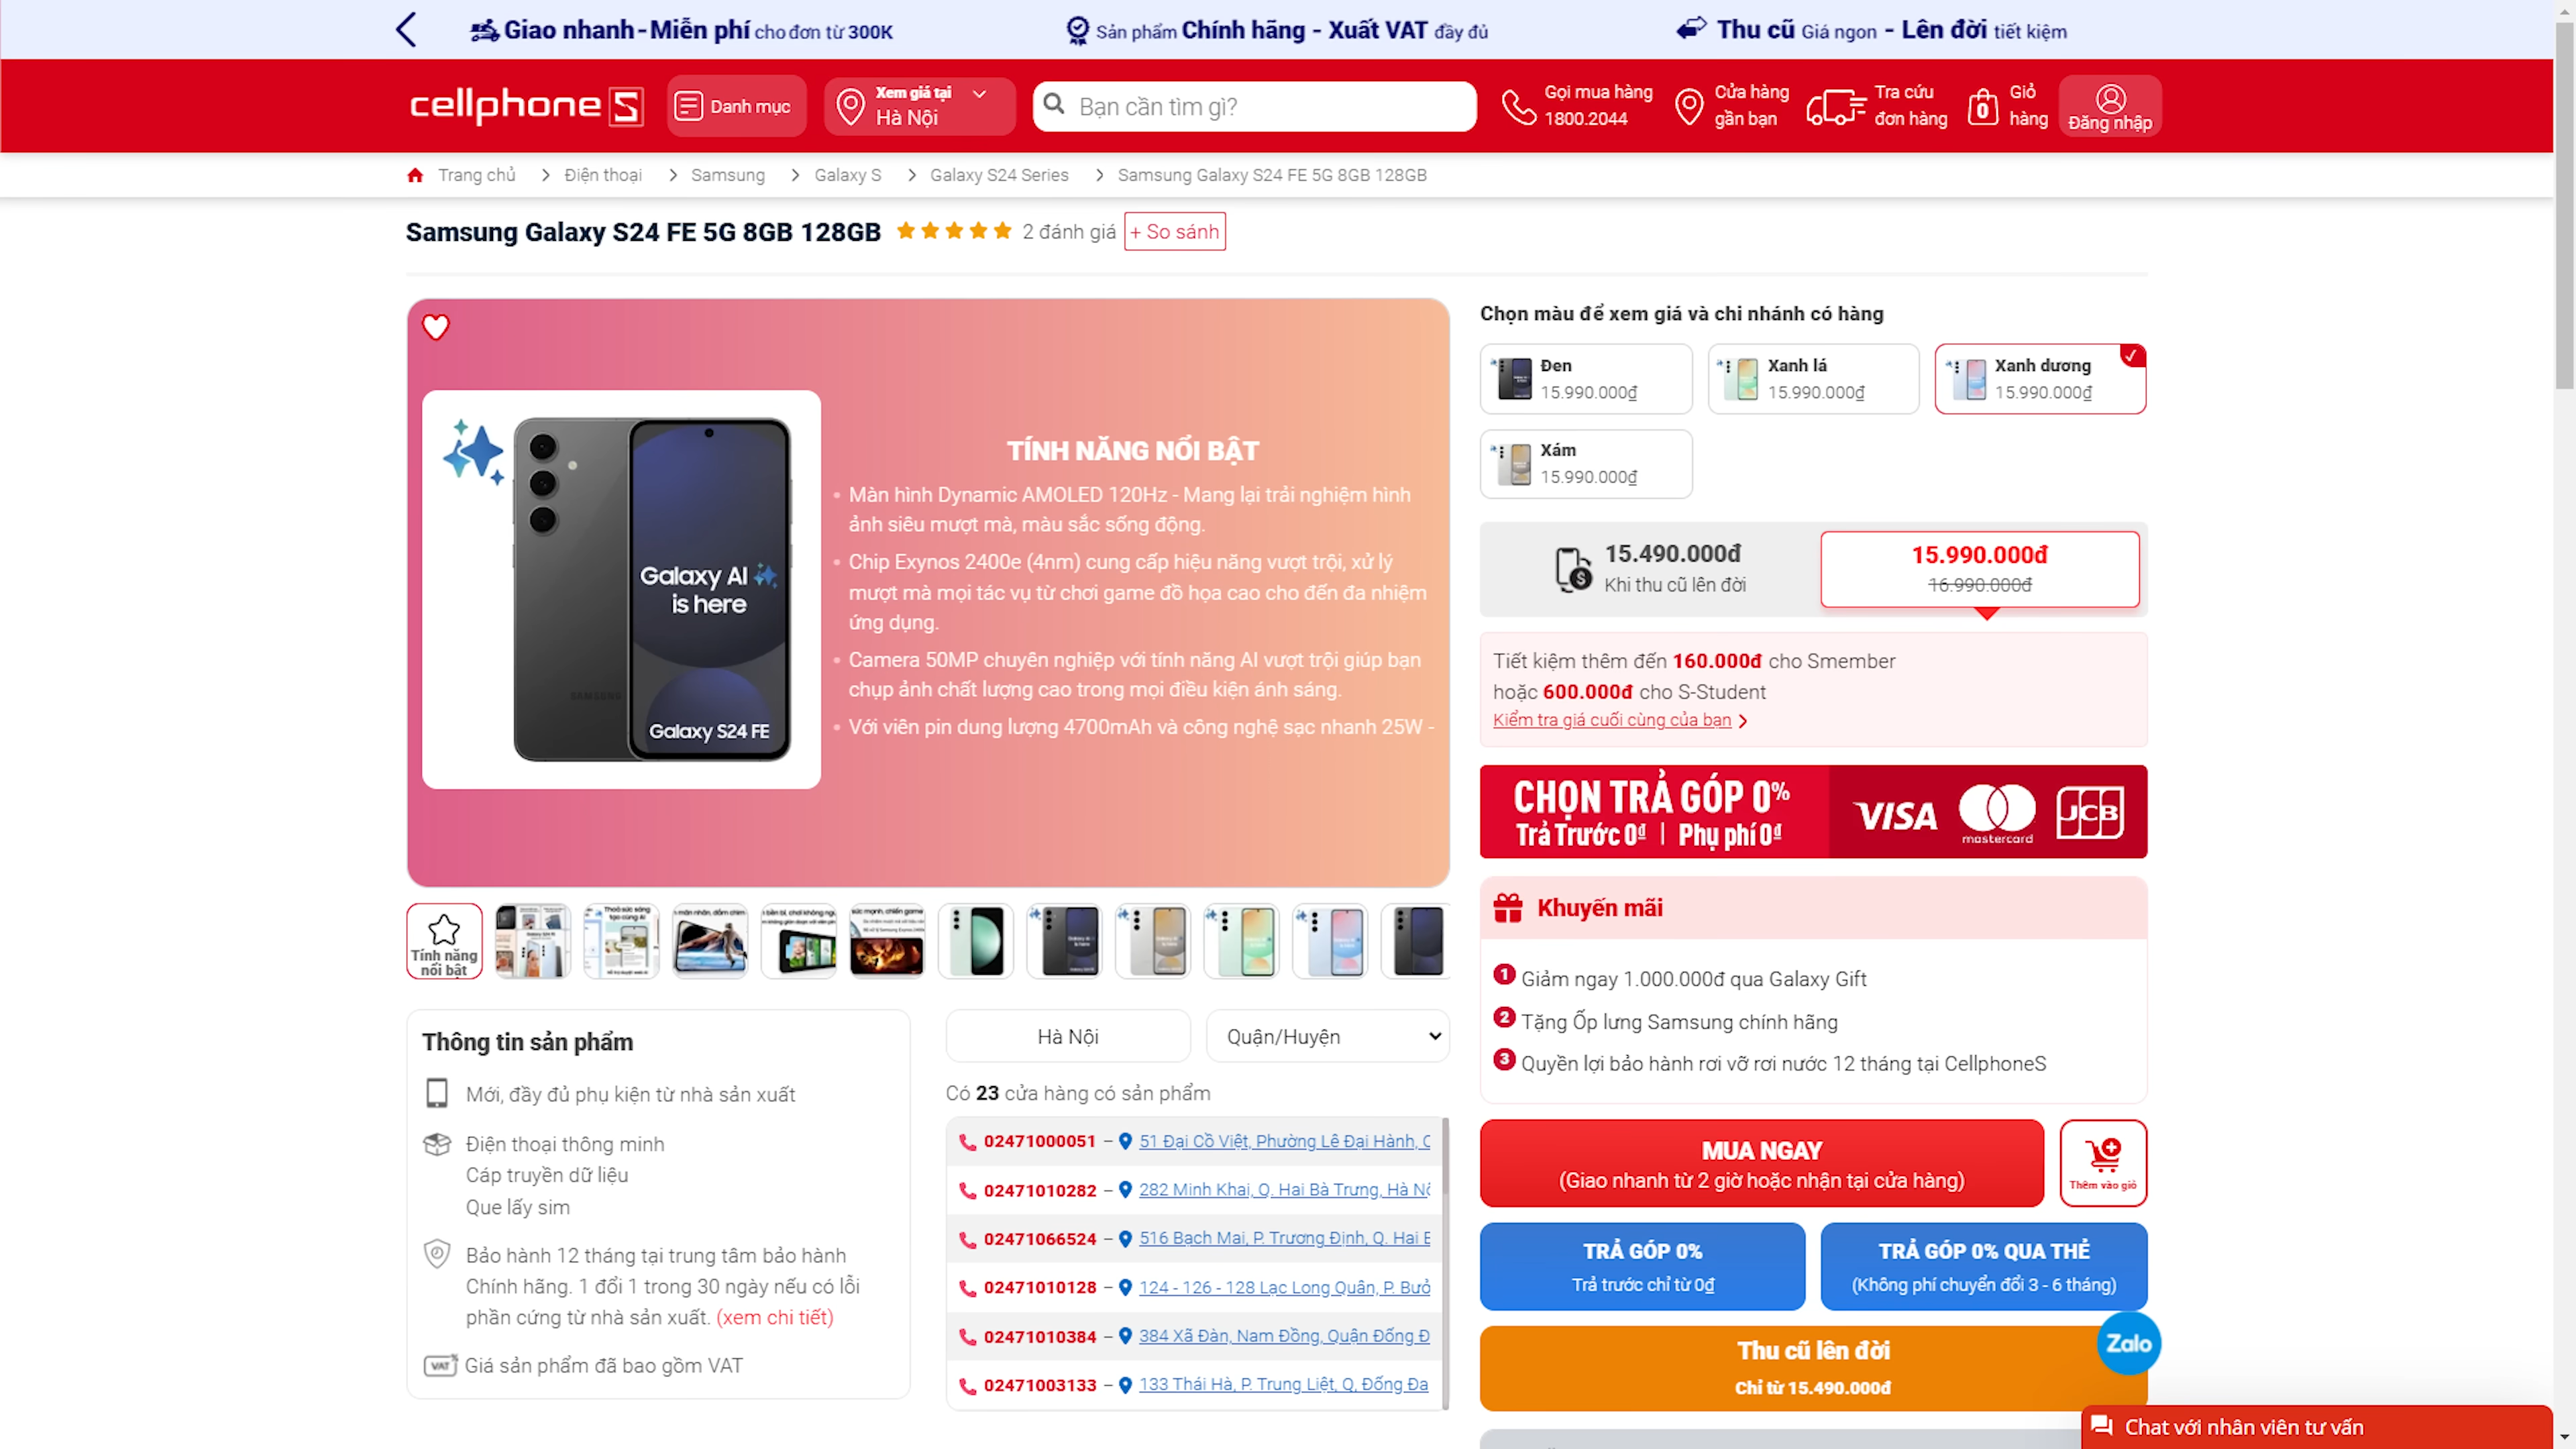 Giao nhanh - Miễn phí cho đơn từ 300K
Sản phẩm Chính hãng - Xuất VAT đầy đủ
Thu cũ Giá ngon - Lên đời tiết kiệm
cellphoneS
Danh mục
Xem giá tại
Hà Nội
Bạn cần tìm gì?
Gọi mua hàng
1800.2044
Cửa hàng
gần bạn
Tra cứu
đơn hàng
0
Giỏ
hàng
Đăng nhập
Trang chủ
Điện thoại
Samsung
Galaxy S
Galaxy S24 Series
Samsung Galaxy S24 FE 5G 8GB 128GB
Samsung Galaxy S24 FE 5G 8GB 128GB
2 đánh giá
+ So sánh
Galaxy AI
is here
SAMSUNG
Galaxy S24 FE
TÍNH NĂNG NỔI BẬT
Màn hình Dynamic AMOLED 120Hz - Mang lại trải nghiệm hình
ảnh siêu mượt mà, màu sắc sống động.
Chip Exynos 2400e (4nm) cung cấp hiệu năng vượt trội, xử lý
mượt mà mọi tác vụ từ chơi game đồ họa cao cho đến đa nhiệm
ứng dụng.
Camera 50MP chuyên nghiệp với tính năng AI vượt trội giúp bạn
chụp ảnh chất lượng cao trong mọi điều kiện ánh sáng.
Với viên pin dung lượng 4700mAh và công nghệ sạc nhanh 25W -
Tính năng
nổi bật
Thông tin sản phẩm
Mới, đầy đủ phụ kiện từ nhà sản xuất
Điện thoại thông minh
Cáp truyền dữ liệu
Que lấy sim
Bảo hành 12 tháng tại trung tâm bảo hành
Chính hãng. 1 đổi 1 trong 30 ngày nếu có lỗi
phần cứng từ nhà sản xuất. (xem chi tiết)
VAT
Giá sản phẩm đã bao gồm VAT
Hà Nội
Quận/Huyện
Có 23 cửa hàng có sản phẩm
02471000051 – 51 Đại Cồ Việt, Phường Lê Đại Hành,
02471010282 – 282 Minh Khai, Q. Hai Bà Trưng, Hà
02471066524 – 516 Bạch Mai, P. Trương Định, Q. Hai
02471010128 – 124 - 126 - 128 Lạc Long Quân, P. Bưở
02471010384 – 384 Xã Đàn, Nam Đồng, Quận Đống Đ
02471003133 – 133 Thái Hà, P. Trung Liệt, Q, Đống Đa
Chọn màu để xem giá và chi nhánh có hàng
Đen
15.990.000₫
Xanh lá
15.990.000₫
Xanh dương
15.990.000₫
Xám
15.990.000₫
15.490.000đ
Khi thu cũ lên đời
15.990.000đ
16.990.000đ
Tiết kiệm thêm đến 160.000đ cho Smember
hoặc 600.000đ cho S-Student
Kiểm tra giá cuối cùng của bạn
CHỌN TRẢ GÓP 0%
Trả Trước 0₫ | Phụ phí 0₫
VISA
mastercard
JCB
Khuyến mãi
1 Giảm ngay 1.000.000đ qua Galaxy Gift
2 Tặng Ốp lưng Samsung chính hãng
3 Quyền lợi bảo hành rơi vỡ rơi nước 12 tháng tại CellphoneS
MUA NGAY
(Giao nhanh từ 2 giờ hoặc nhận tại cửa hàng)
Thêm vào giỏ
TRẢ GÓP 0%
Trả trước chỉ từ 0₫
TRẢ GÓP 0% QUA THẺ
(Không phí chuyển đổi 3 - 6 tháng)
Thu cũ lên đời
Chỉ từ 15.490.000đ
Zalo
Chat với nhân viên tư vấn